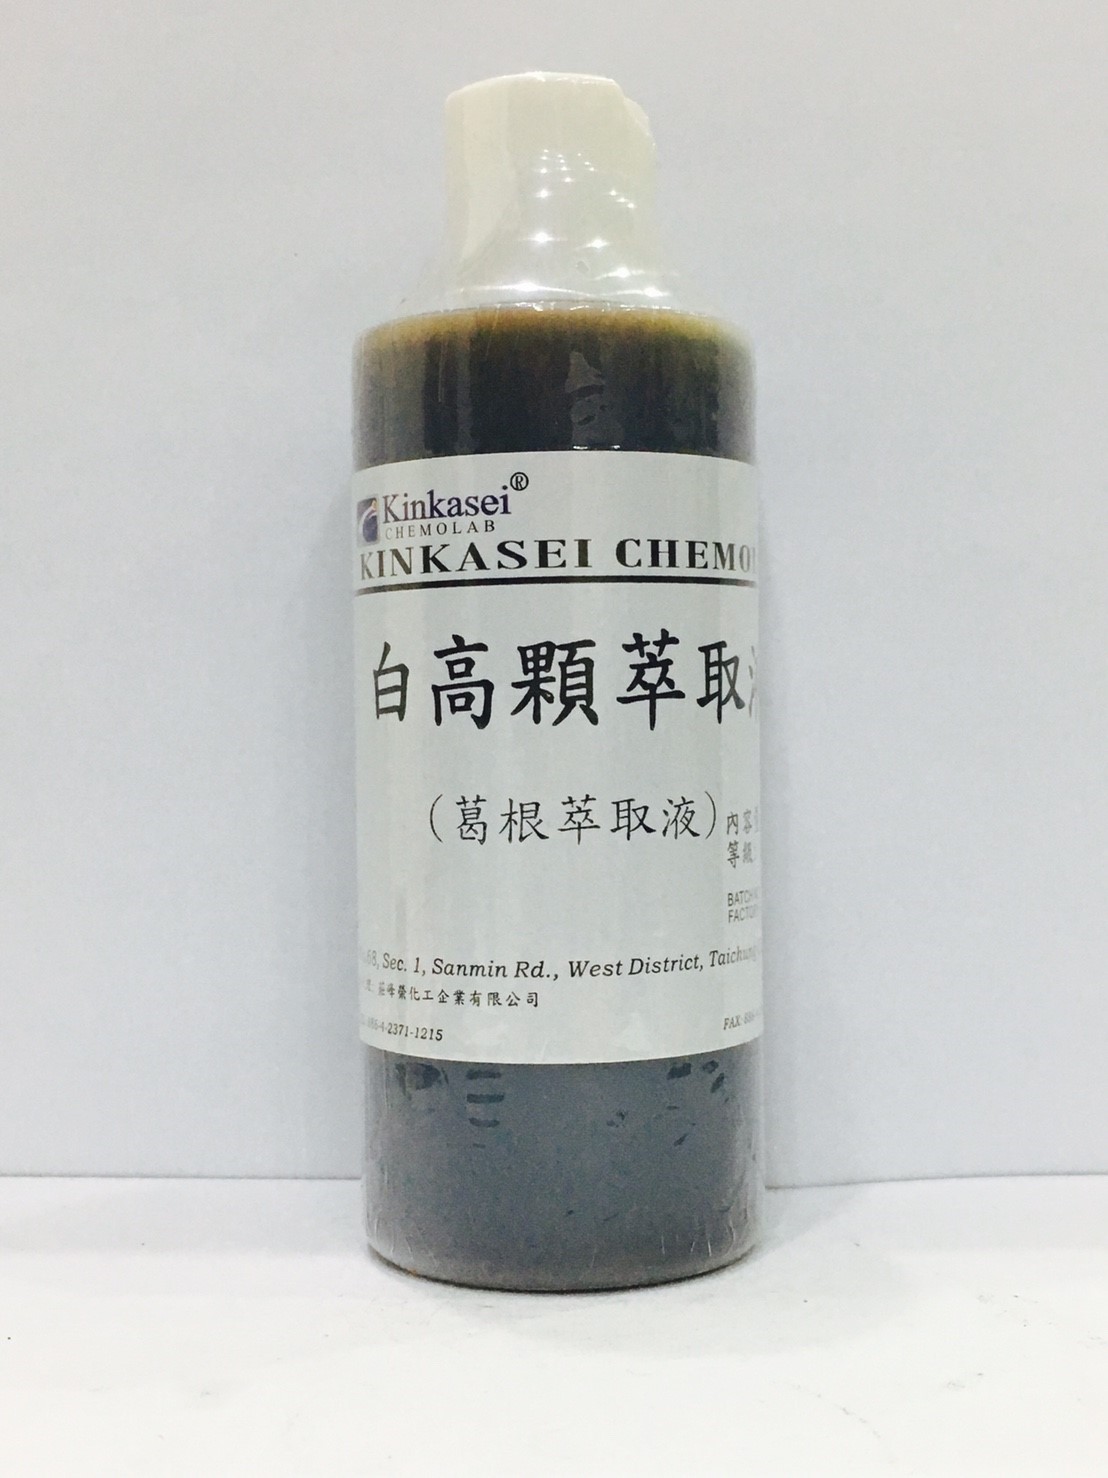 Kinkasei®
CHEMOLAB
KINKASEI CHEMO
白高顆萃取
(葛根萃取液)
內容
等級
BATCH
FACTO
68, Sec. 1, Sanmin Rd., West District, Taichung
榮化工企業有限公司
4-2371-1215
FAX: